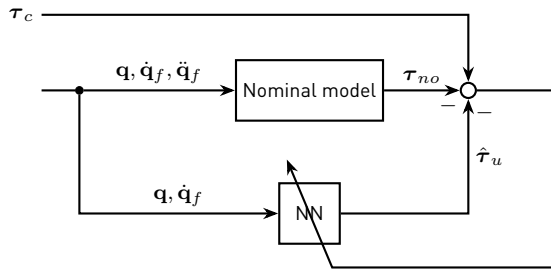 τ_c
q, q̇_f, q̈_f
Nominal model
τ_no
−
−
τ̂_u
q, q̇_f
NN